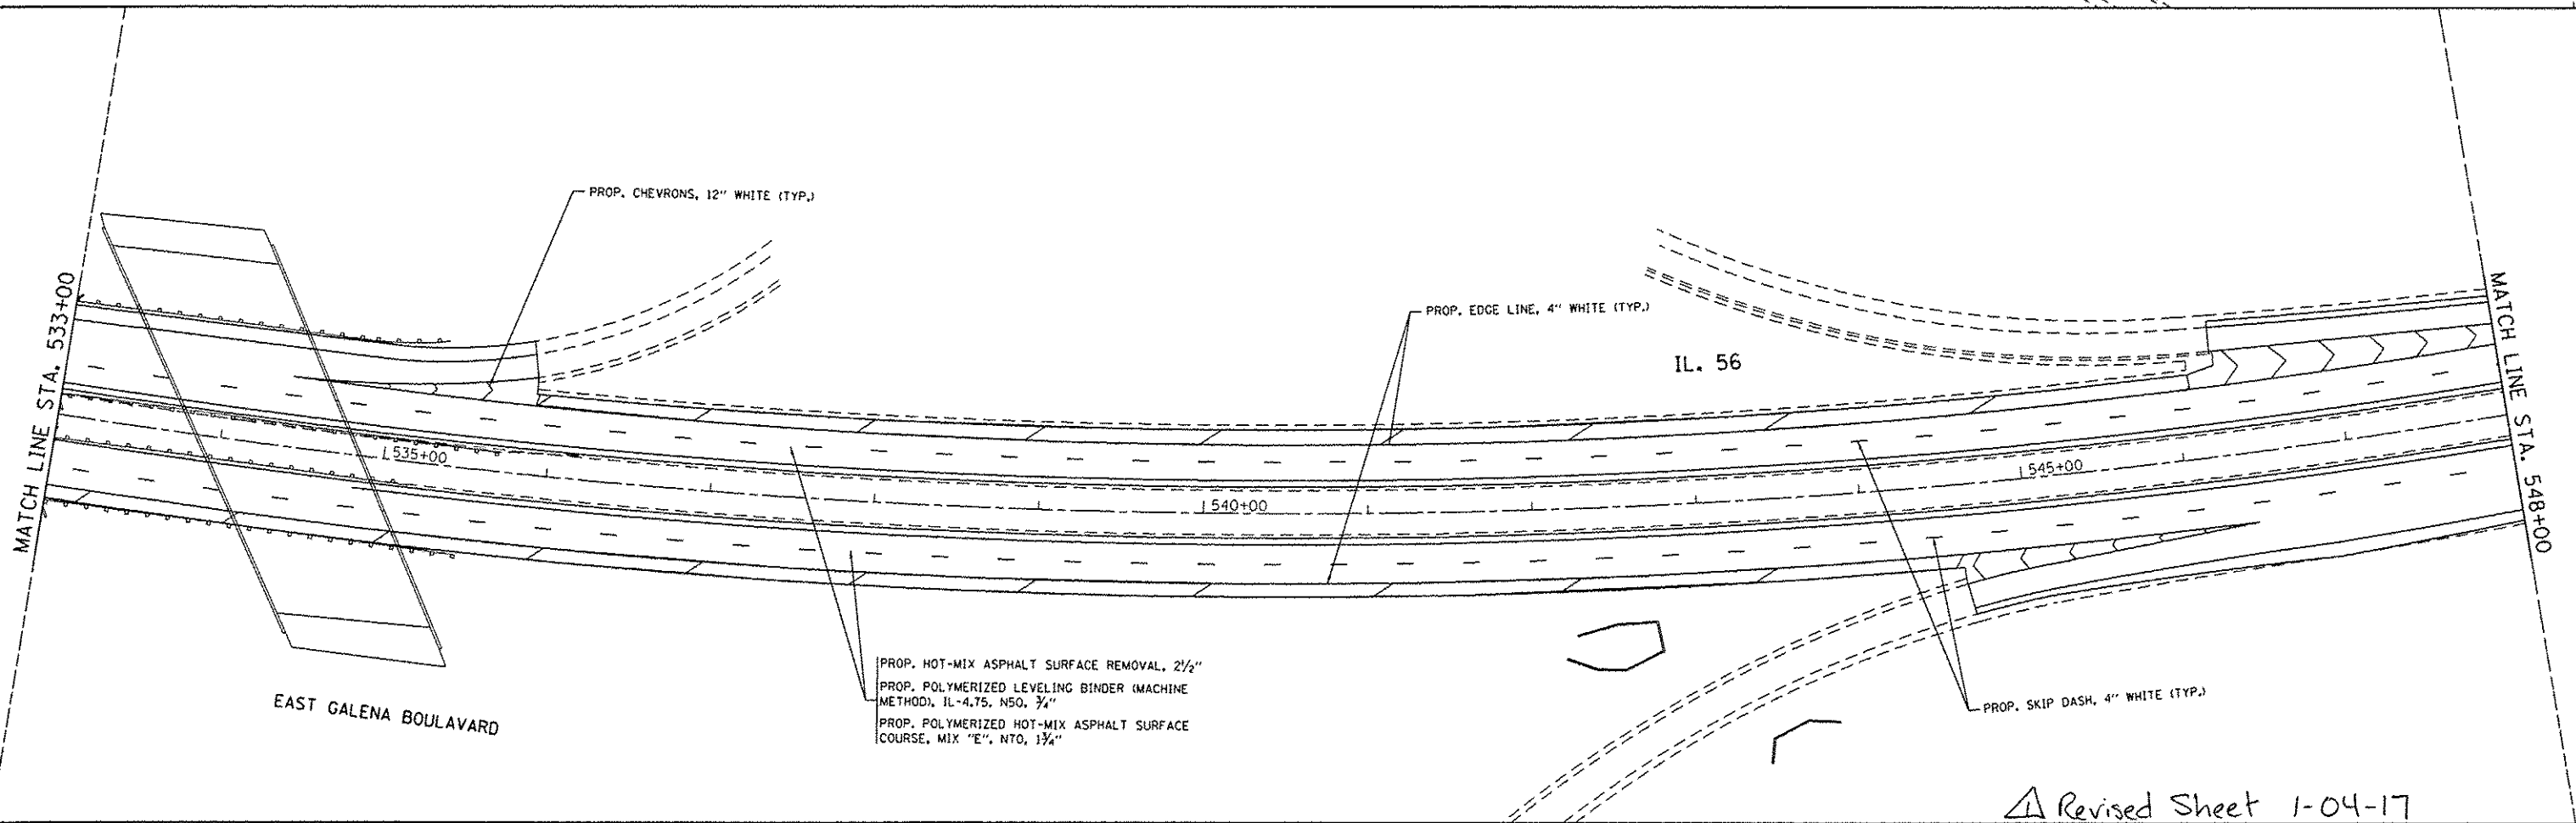 PROP. CHEVRONS, 12" WHITE (TYP.)
MATCH LINE STA. 533+00
PROP. EDGE LINE, 4" WHITE (TYP.)
IL. 56
MATCH LINE STA. 548+00
535+00
540+00
545+00
PROP. HOT-MIX ASPHALT SURFACE REMOVAL, 2½"
PROP. POLYMERIZED LEVELING BINDER (MACHINE
METHOD), IL-4.75, N50, ¾"
PROP. POLYMERIZED HOT-MIX ASPHALT SURFACE
COURSE, MIX "E", N70, 1¾"
EAST GALENA BOULAVARD
PROP. SKIP DASH, 4" WHITE (TYP.)
1 Revised Sheet 1-04-17